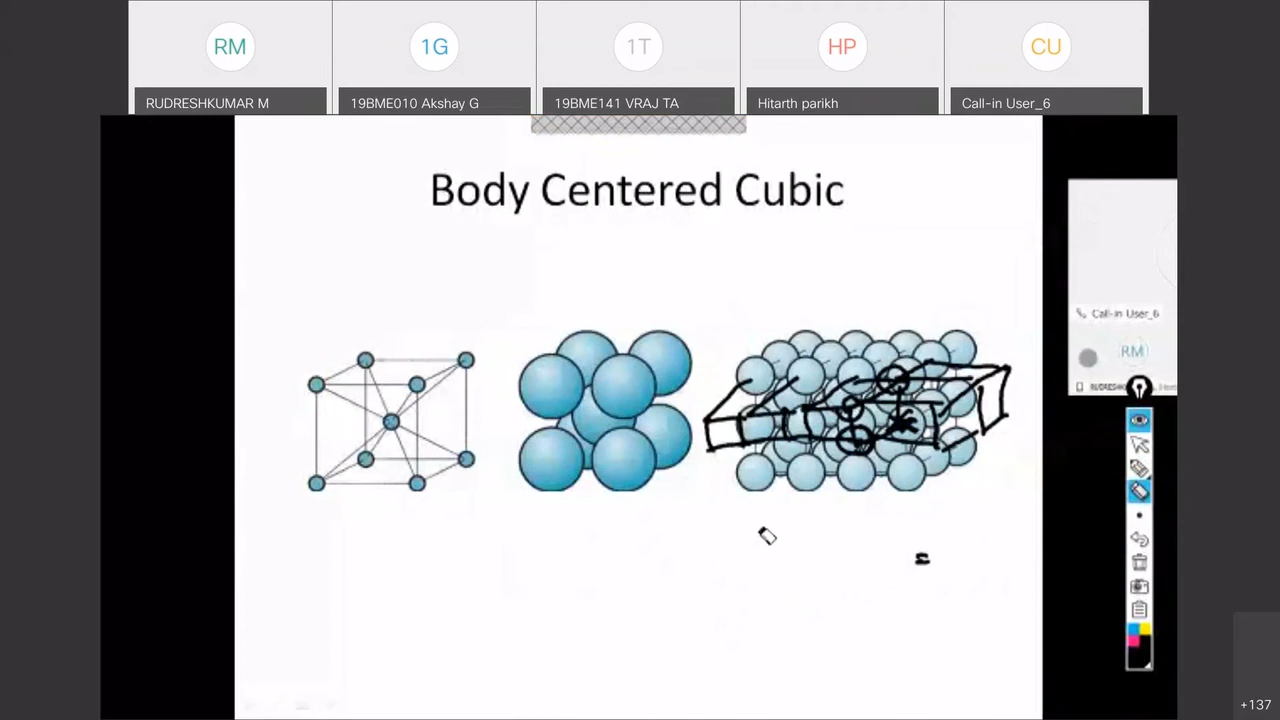 RM
1G
1T
HP
CU
RUDRESHKUMAR M
19BME010 Akshay G
19BME141 VRAJ TA
Hitarth parikh
Call-in User_6
Body Centered Cubic
Call-in User_6
RM
=
+137